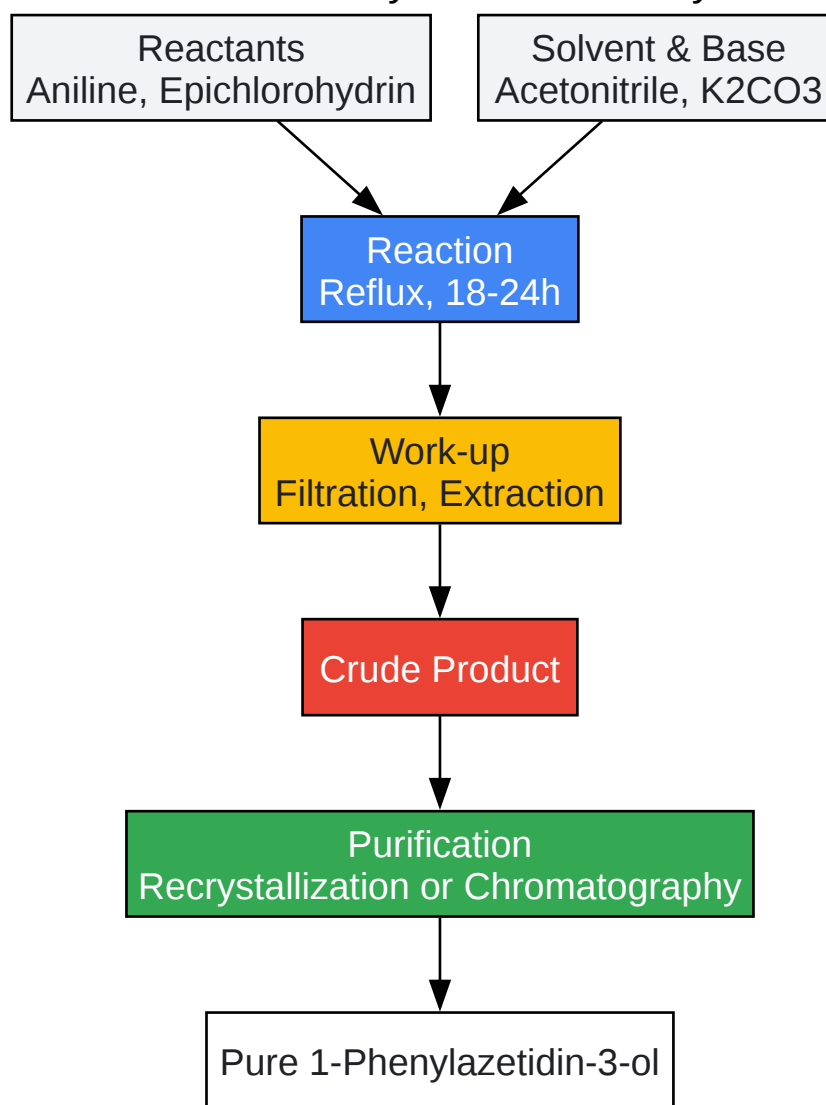 Reactants
Aniline, Epichlorohydrin
Solvent & Base
Acetonitrile, K2CO3
Reaction
Reflux, 18-24h
Work-up
Filtration, Extraction
Crude Product
Purification
Recrystallization or Chromatography
Pure 1-Phenylazetidin-3-ol